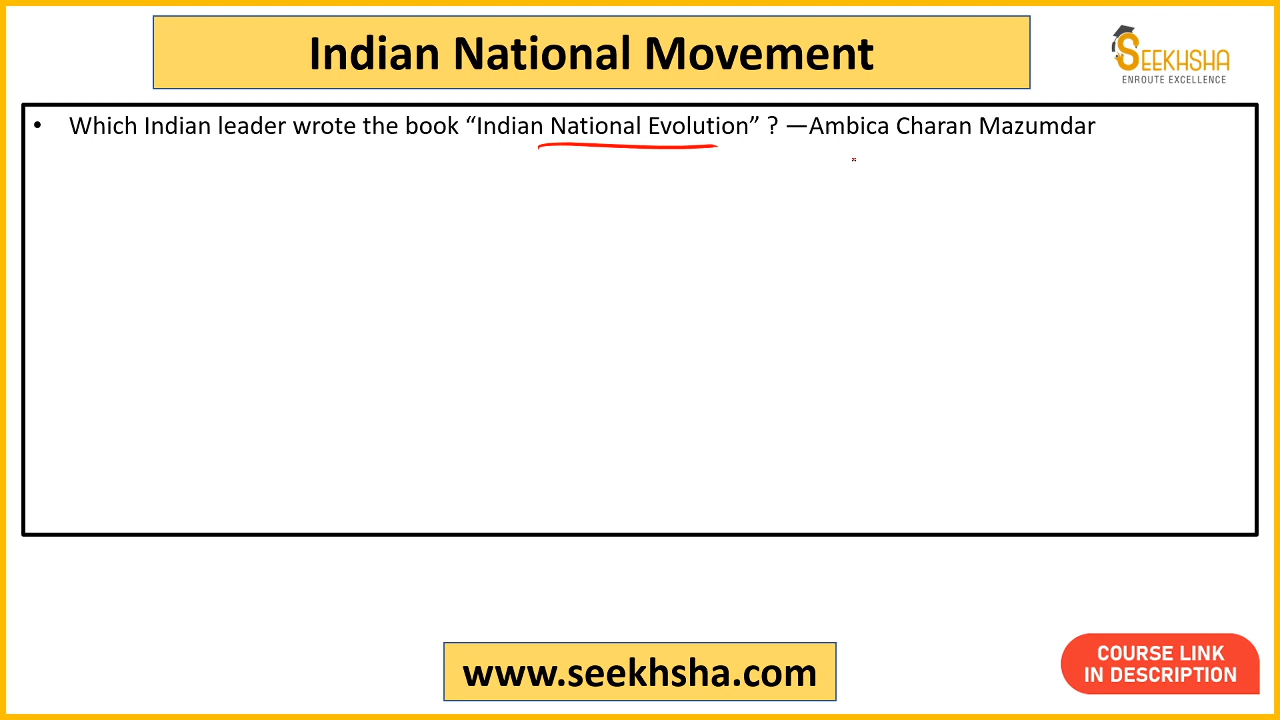 Indian National Movement
SEEKHSHA
ENROUTE EXCELLENCE
• Which Indian leader wrote the book “Indian National Evolution” ? —Ambica Charan Mazumdar
www.seekhsha.com
COURSE LINK
IN DESCRIPTION